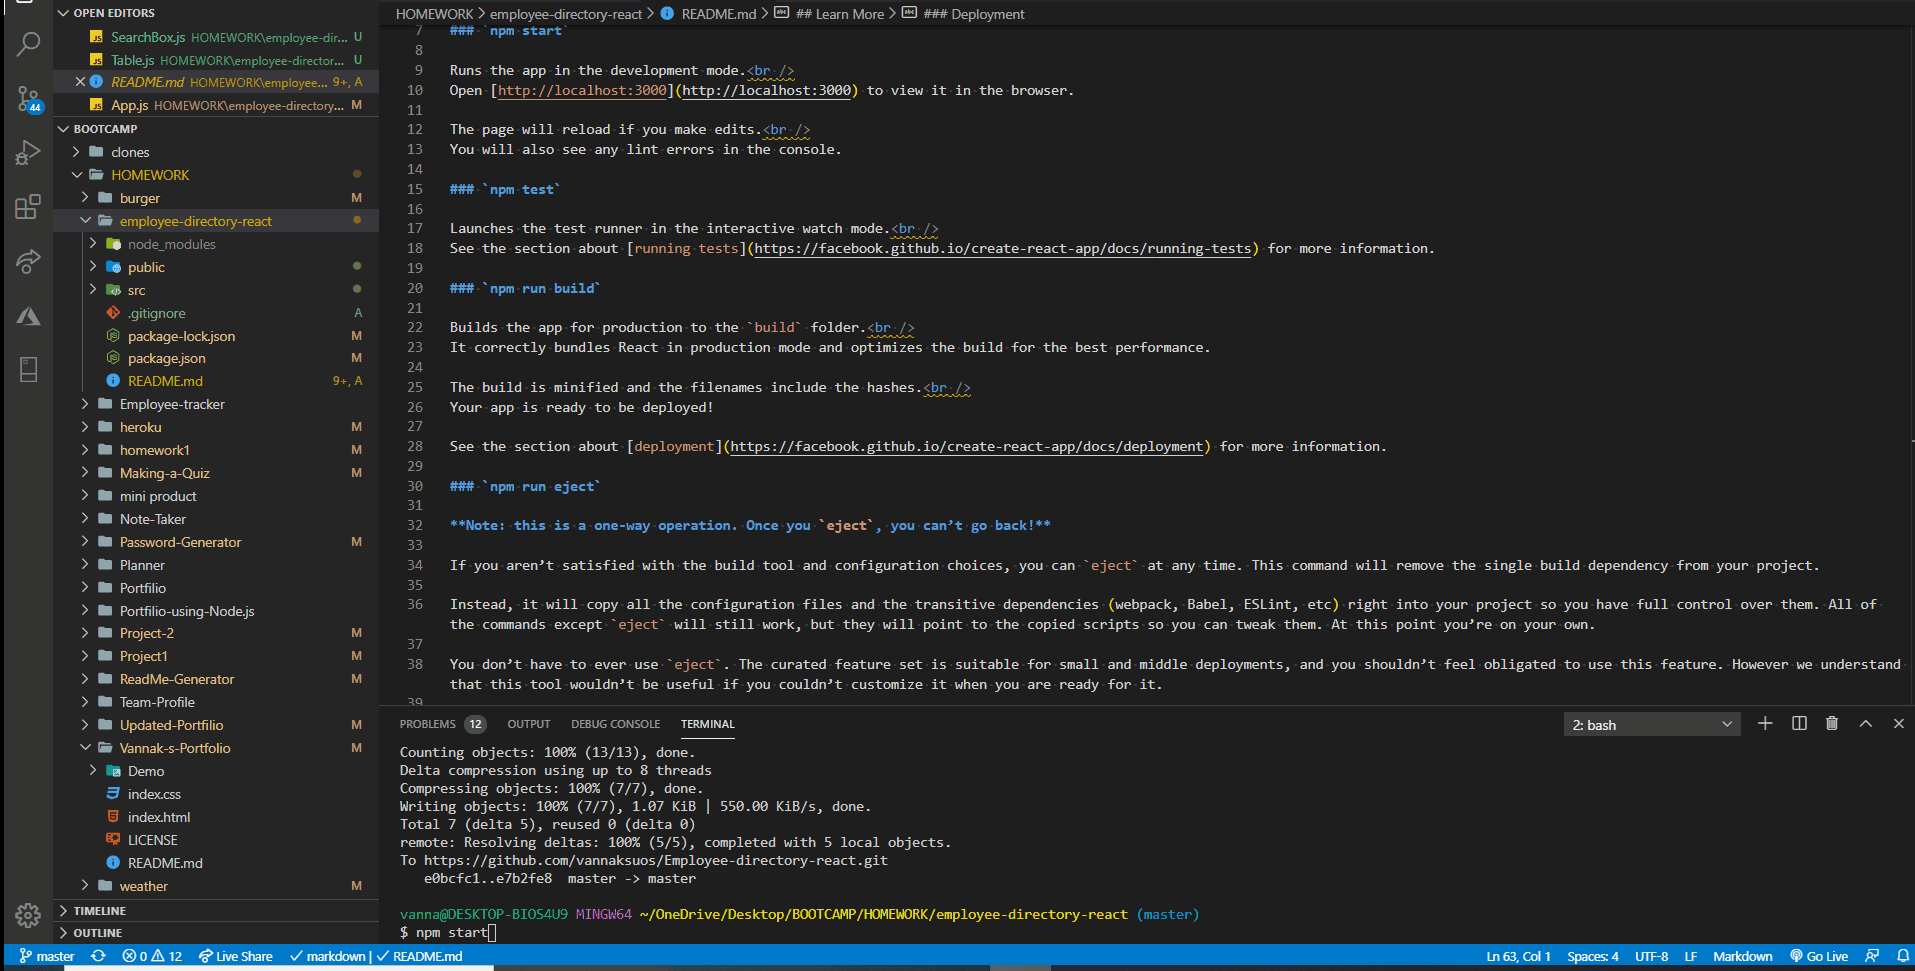 OPEN EDITORS
SearchBox.js HOMEWORK\employee-dir... U
Table.js HOMEWORK\employee-director... U
README.md HOMEWORK\employee... 9+, A
App.js HOMEWORK\employee-directory... M
BOOTCAMP
clones
HOMEWORK
burger M
employee-directory-react
node_modules
public
src
.gitignore A
package-lock.json M
package.json M
README.md 9+, A
Employee-tracker
heroku M
homework1 M
Making-a-Quiz M
mini product
Note-Taker
Password-Generator M
Planner
Portfilio
Portfilio-using-Node.js
Project-2 M
Project1 M
ReadMe-Generator M
Team-Profile
Updated-Portfilio M
Vannak-s-Portfolio M
Demo
index.css
index.html
LICENSE
README.md
weather M
TIMELINE
OUTLINE
44
HOMEWORK > employee-directory-react > README.md > ## Learn More > ### Deployment
7 ### `npm start`
8
9 Runs the app in the development mode.<br />
10 Open [http://localhost:3000](http://localhost:3000) to view it in the browser.
11
12 The page will reload if you make edits.<br />
13 You will also see any lint errors in the console.
14
15 ### `npm test`
16
17 Launches the test runner in the interactive watch mode.<br />
18 See the section about [running tests](https://facebook.github.io/create-react-app/docs/running-tests) for more information.
19
20 ### `npm run build`
21
22 Builds the app for production to the `build` folder.<br />
23 It correctly bundles React in production mode and optimizes the build for the best performance.
24
25 The build is minified and the filenames include the hashes.<br />
26 Your app is ready to be deployed!
27
28 See the section about [deployment](https://facebook.github.io/create-react-app/docs/deployment) for more information.
29
30 ### `npm run eject`
31
32 **Note: this is a one-way operation. Once you `eject`, you can’t go back!**
33
34 If you aren’t satisfied with the build tool and configuration choices, you can `eject` at any time. This command will remove the single build dependency from your project.
35
36 Instead, it will copy all the configuration files and the transitive dependencies (webpack, Babel, ESLint, etc) right into your project so you have full control over them. All of
the commands except `eject` will still work, but they will point to the copied scripts so you can tweak them. At this point you’re on your own.
37
38 You don’t have to ever use `eject`. The curated feature set is suitable for small and middle deployments, and you shouldn’t feel obligated to use this feature. However we understand
that this tool wouldn’t be useful if you couldn’t customize it when you are ready for it.
39
PROBLEMS 12 OUTPUT DEBUG CONSOLE TERMINAL 2: bash
Counting objects: 100% (13/13), done.
Delta compression using up to 8 threads
Compressing objects: 100% (7/7), done.
Writing objects: 100% (7/7), 1.07 KiB | 550.00 KiB/s, done.
Total 7 (delta 5), reused 0 (delta 0)
remote: Resolving deltas: 100% (5/5), completed with 5 local objects.
To https://github.com/vannaksuos/Employee-directory-react.git
e0bcfc1..e7b2fe8 master -> master
vanna@DESKTOP-BIOS4U9 MINGW64 ~/OneDrive/Desktop/BOOTCAMP/HOMEWORK/employee-directory-react (master)
$ npm start
master 0 12 Live Share markdown | README.md Ln 63, Col 1 Spaces: 4 UTF-8 LF Markdown Go Live